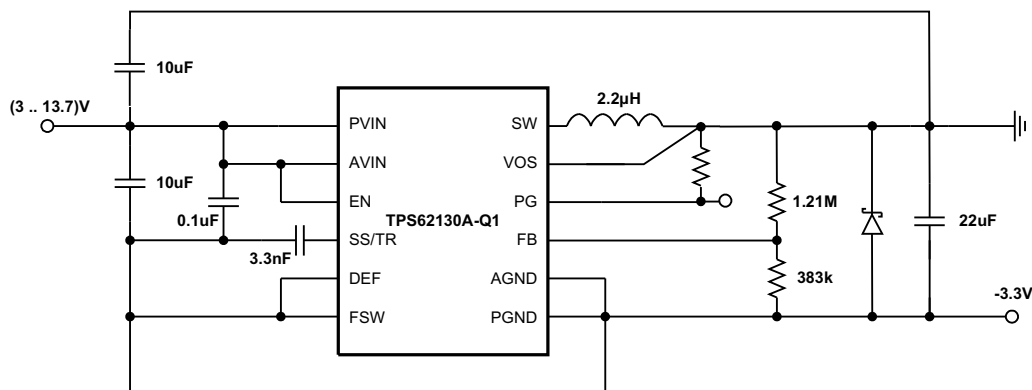 10uF
2.2µH
(3 .. 13.7)V
PVIN
SW
AVIN
VOS
10uF
EN
PG
1.21M
0.1uF
TPS62130A-Q1
22uF
SS/TR
FB
3.3nF
DEF
AGND
383k
-3.3V
FSW
PGND